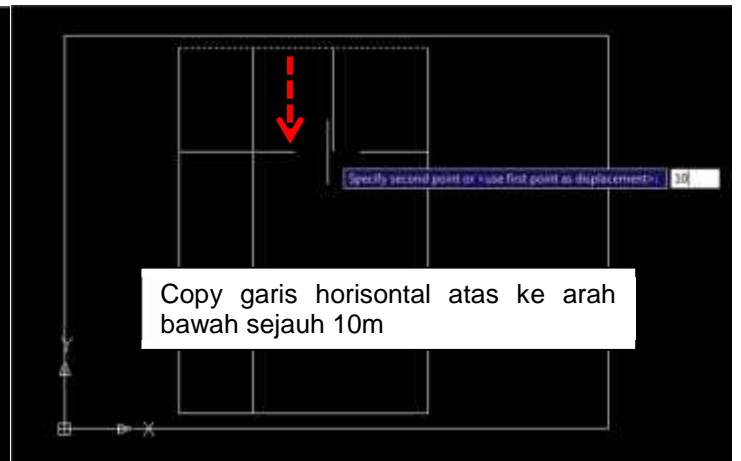 Specify second point or <use first point as displacement>: 10
Copy garis horisontal atas ke arah
bawah sejauh 10m
Y
X